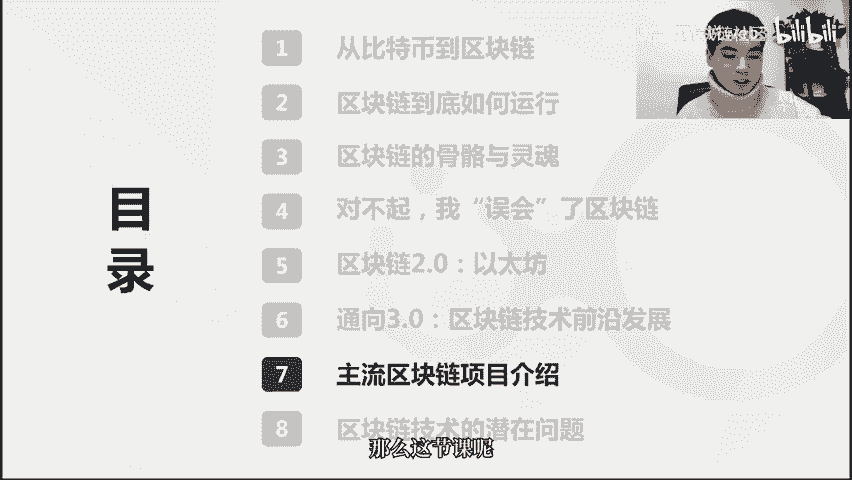 目
录
1 从比特币到区块链
2 区块链到底如何运行
3 区块链的骨骼与灵魂
4 对不起，我“误会”了区块链
5 区块链2.0：以太坊
6 通向3.0：区块链技术前沿发展
7 主流区块链项目介绍
8 区块链技术的潜在问题
那么这节课呢
bilibili